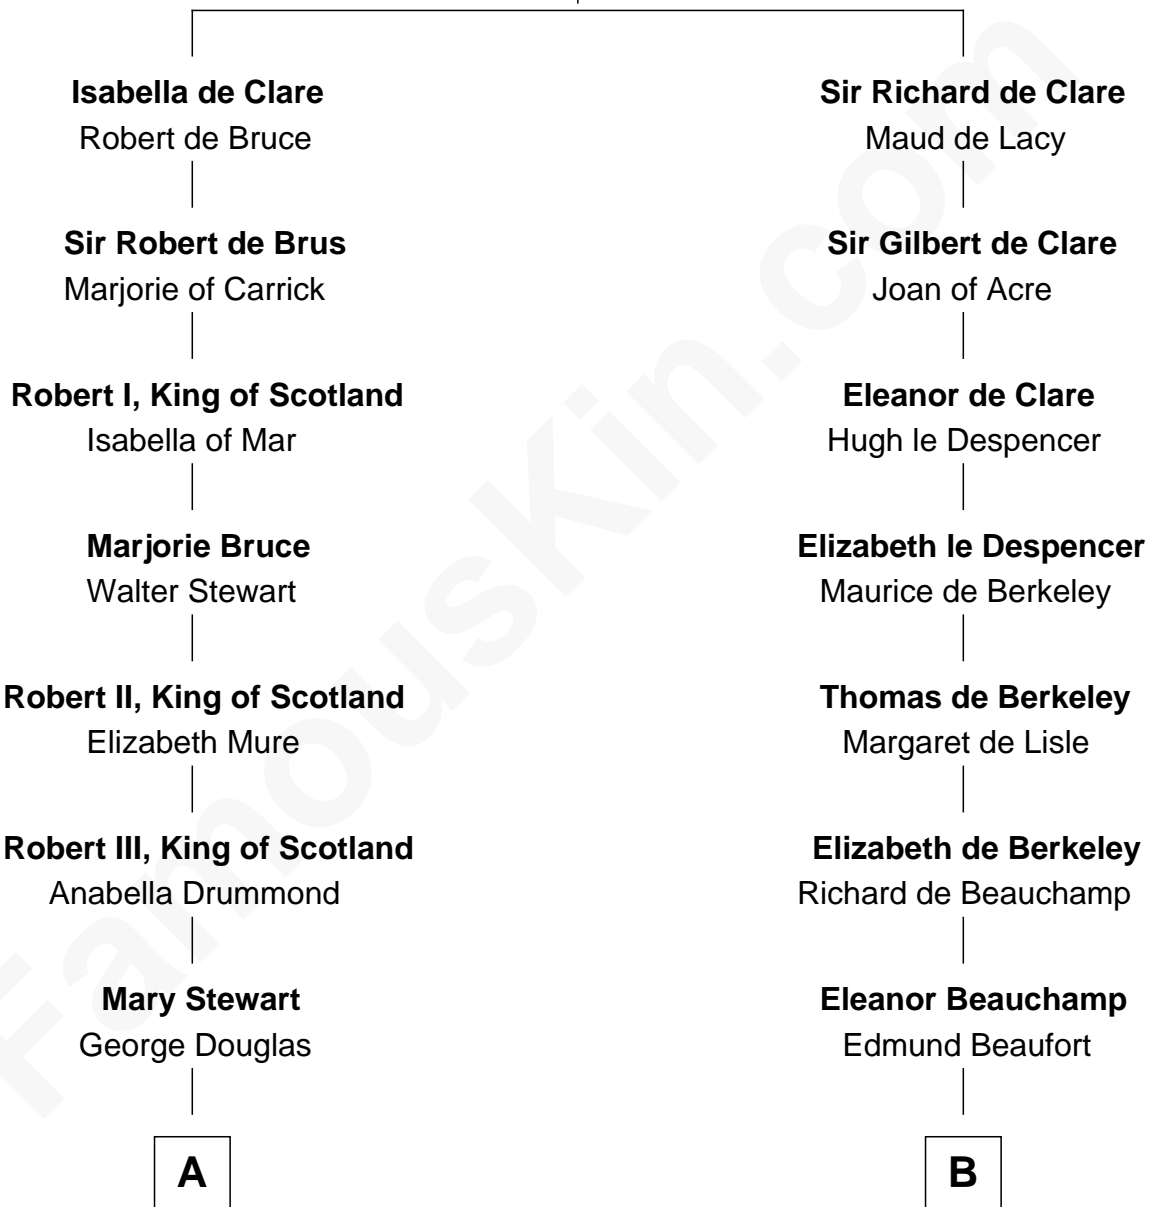 Isabella de Clare
Robert de Bruce
Sir Robert de Brus
Marjorie of Carrick
Robert I, King of Scotland
Isabella of Mar
Marjorie Bruce
Walter Stewart
Robert II, King of Scotland
Elizabeth Mure
Robert III, King of Scotland
Anabella Drummond
Mary Stewart
George Douglas
A
Sir Richard de Clare
Maud de Lacy
Sir Gilbert de Clare
Joan of Acre
Eleanor de Clare
Hugh le Despencer
Elizabeth le Despencer
Maurice de Berkeley
Thomas de Berkeley
Margaret de Lisle
Elizabeth de Berkeley
Richard de Beauchamp
Eleanor Beauchamp
Edmund Beaufort
B
FamousKin.com